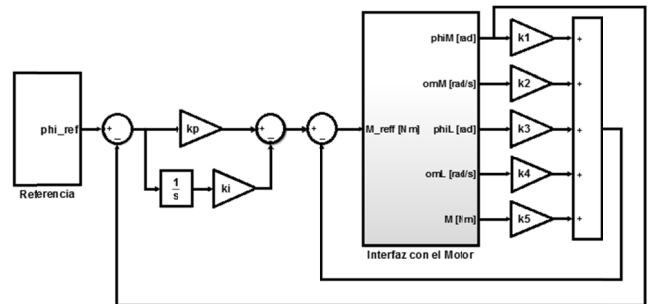 phi_ref
Referencia
+
_
kp
1
s
ki
+
_
+
_
M_reff [Nm]
phiM [rad]
omM [rad/s]
phiL [rad]
omL [rad/s]
M [Nm]
Interfaz con el Motor
k1
k2
k3
k4
k5
+
+
+
+
+